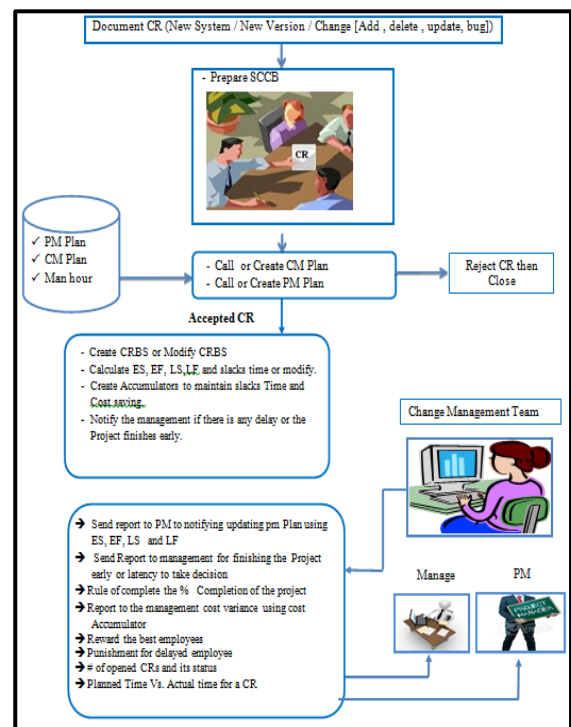 Document CR (New System / New Version / Change [Add , delete , update, bug])
- Prepare SCCB
CR
✓ PM Plan
✓ CM Plan
✓ Man hour
- Call or Create CM Plan
- Call or Create PM Plan
Reject CR then
Close
Accepted CR
- Create CRBS or Modify CRBS
- Calculate ES, EF, LS,LF and slacks time or modify.
- Create Accumulators to maintain slacks Time and
Cost saving.
- Notify the management if there is any delay or the
Project finishes early.
Change Management Team
➔ Send report to PM to notifying updating pm Plan using
ES, EF, LS and LF
➔ Send Report to management for finishing the Project
early or latency to take decision
➔ Rule of complete the % Completion of the project
➔ Report to the management cost variance using cost
Accumulator
➔ Reward the best employees
➔ Punishment for delayed employee
➔ # of opened CRs and its status
➔ Planned Time Vs. Actual time for a CR
Manage
PM
PROJECT
MANAGER